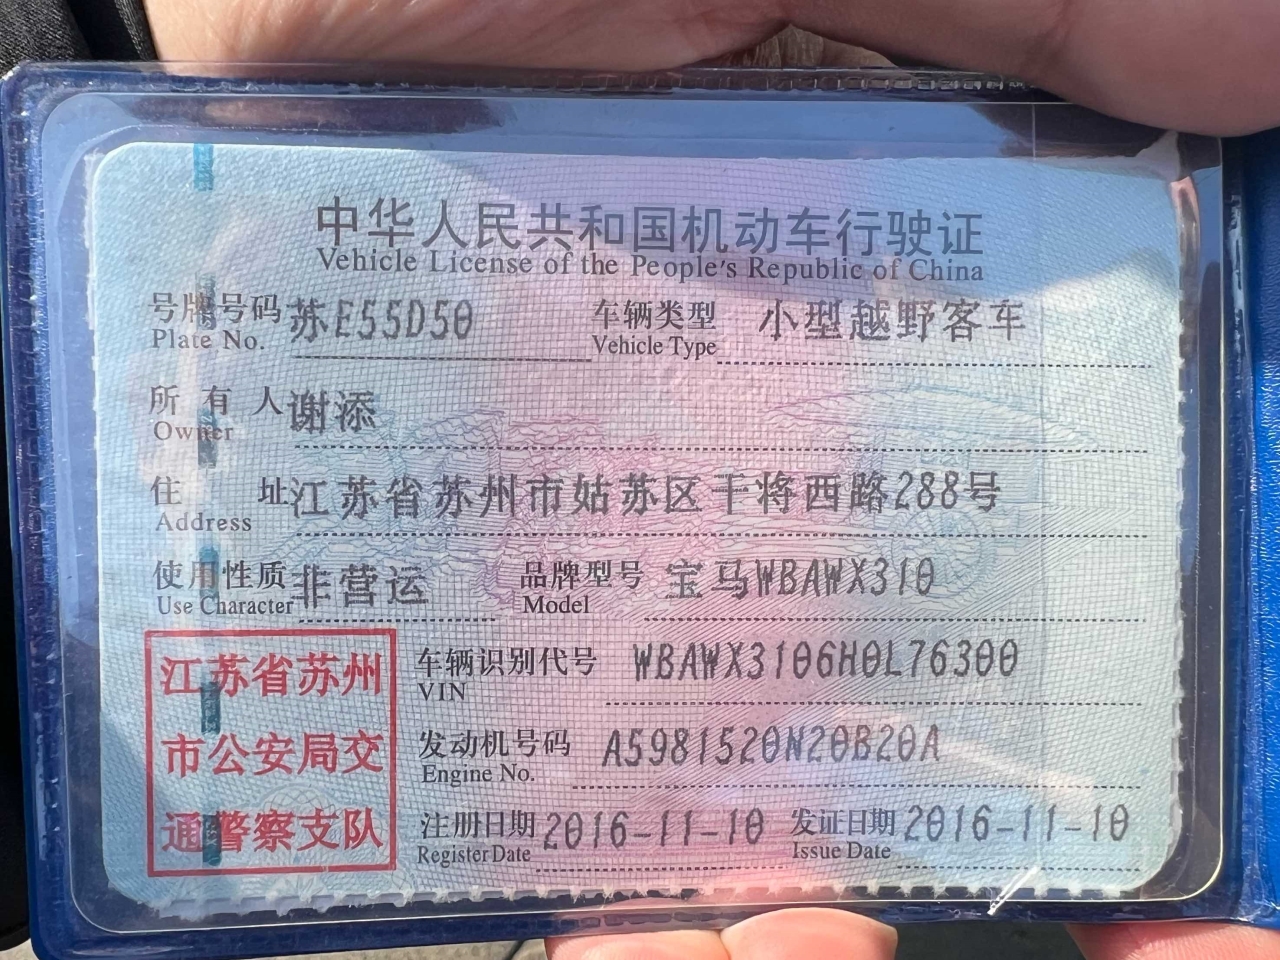 中华人民共和国机动车行驶证
Vehicle License of the People's Republic of China
号牌号码 苏E55D50 车辆类型 小型越野客车
Plate No. Vehicle Type
所有人 谢添
Owner
住址 江苏省苏州市姑苏区干将西路288号
Address
使用性质 非营运 品牌型号 宝马WBAWX310
Use Character Model
江苏省苏州
市公安局交
通警察支队
车辆识别代号 WBAWX3106H0L76300
VIN
发动机号码 A5981520N20B20A
Engine No.
注册日期 2016-11-10 发证日期 2016-11-10
Register Date Issue Date